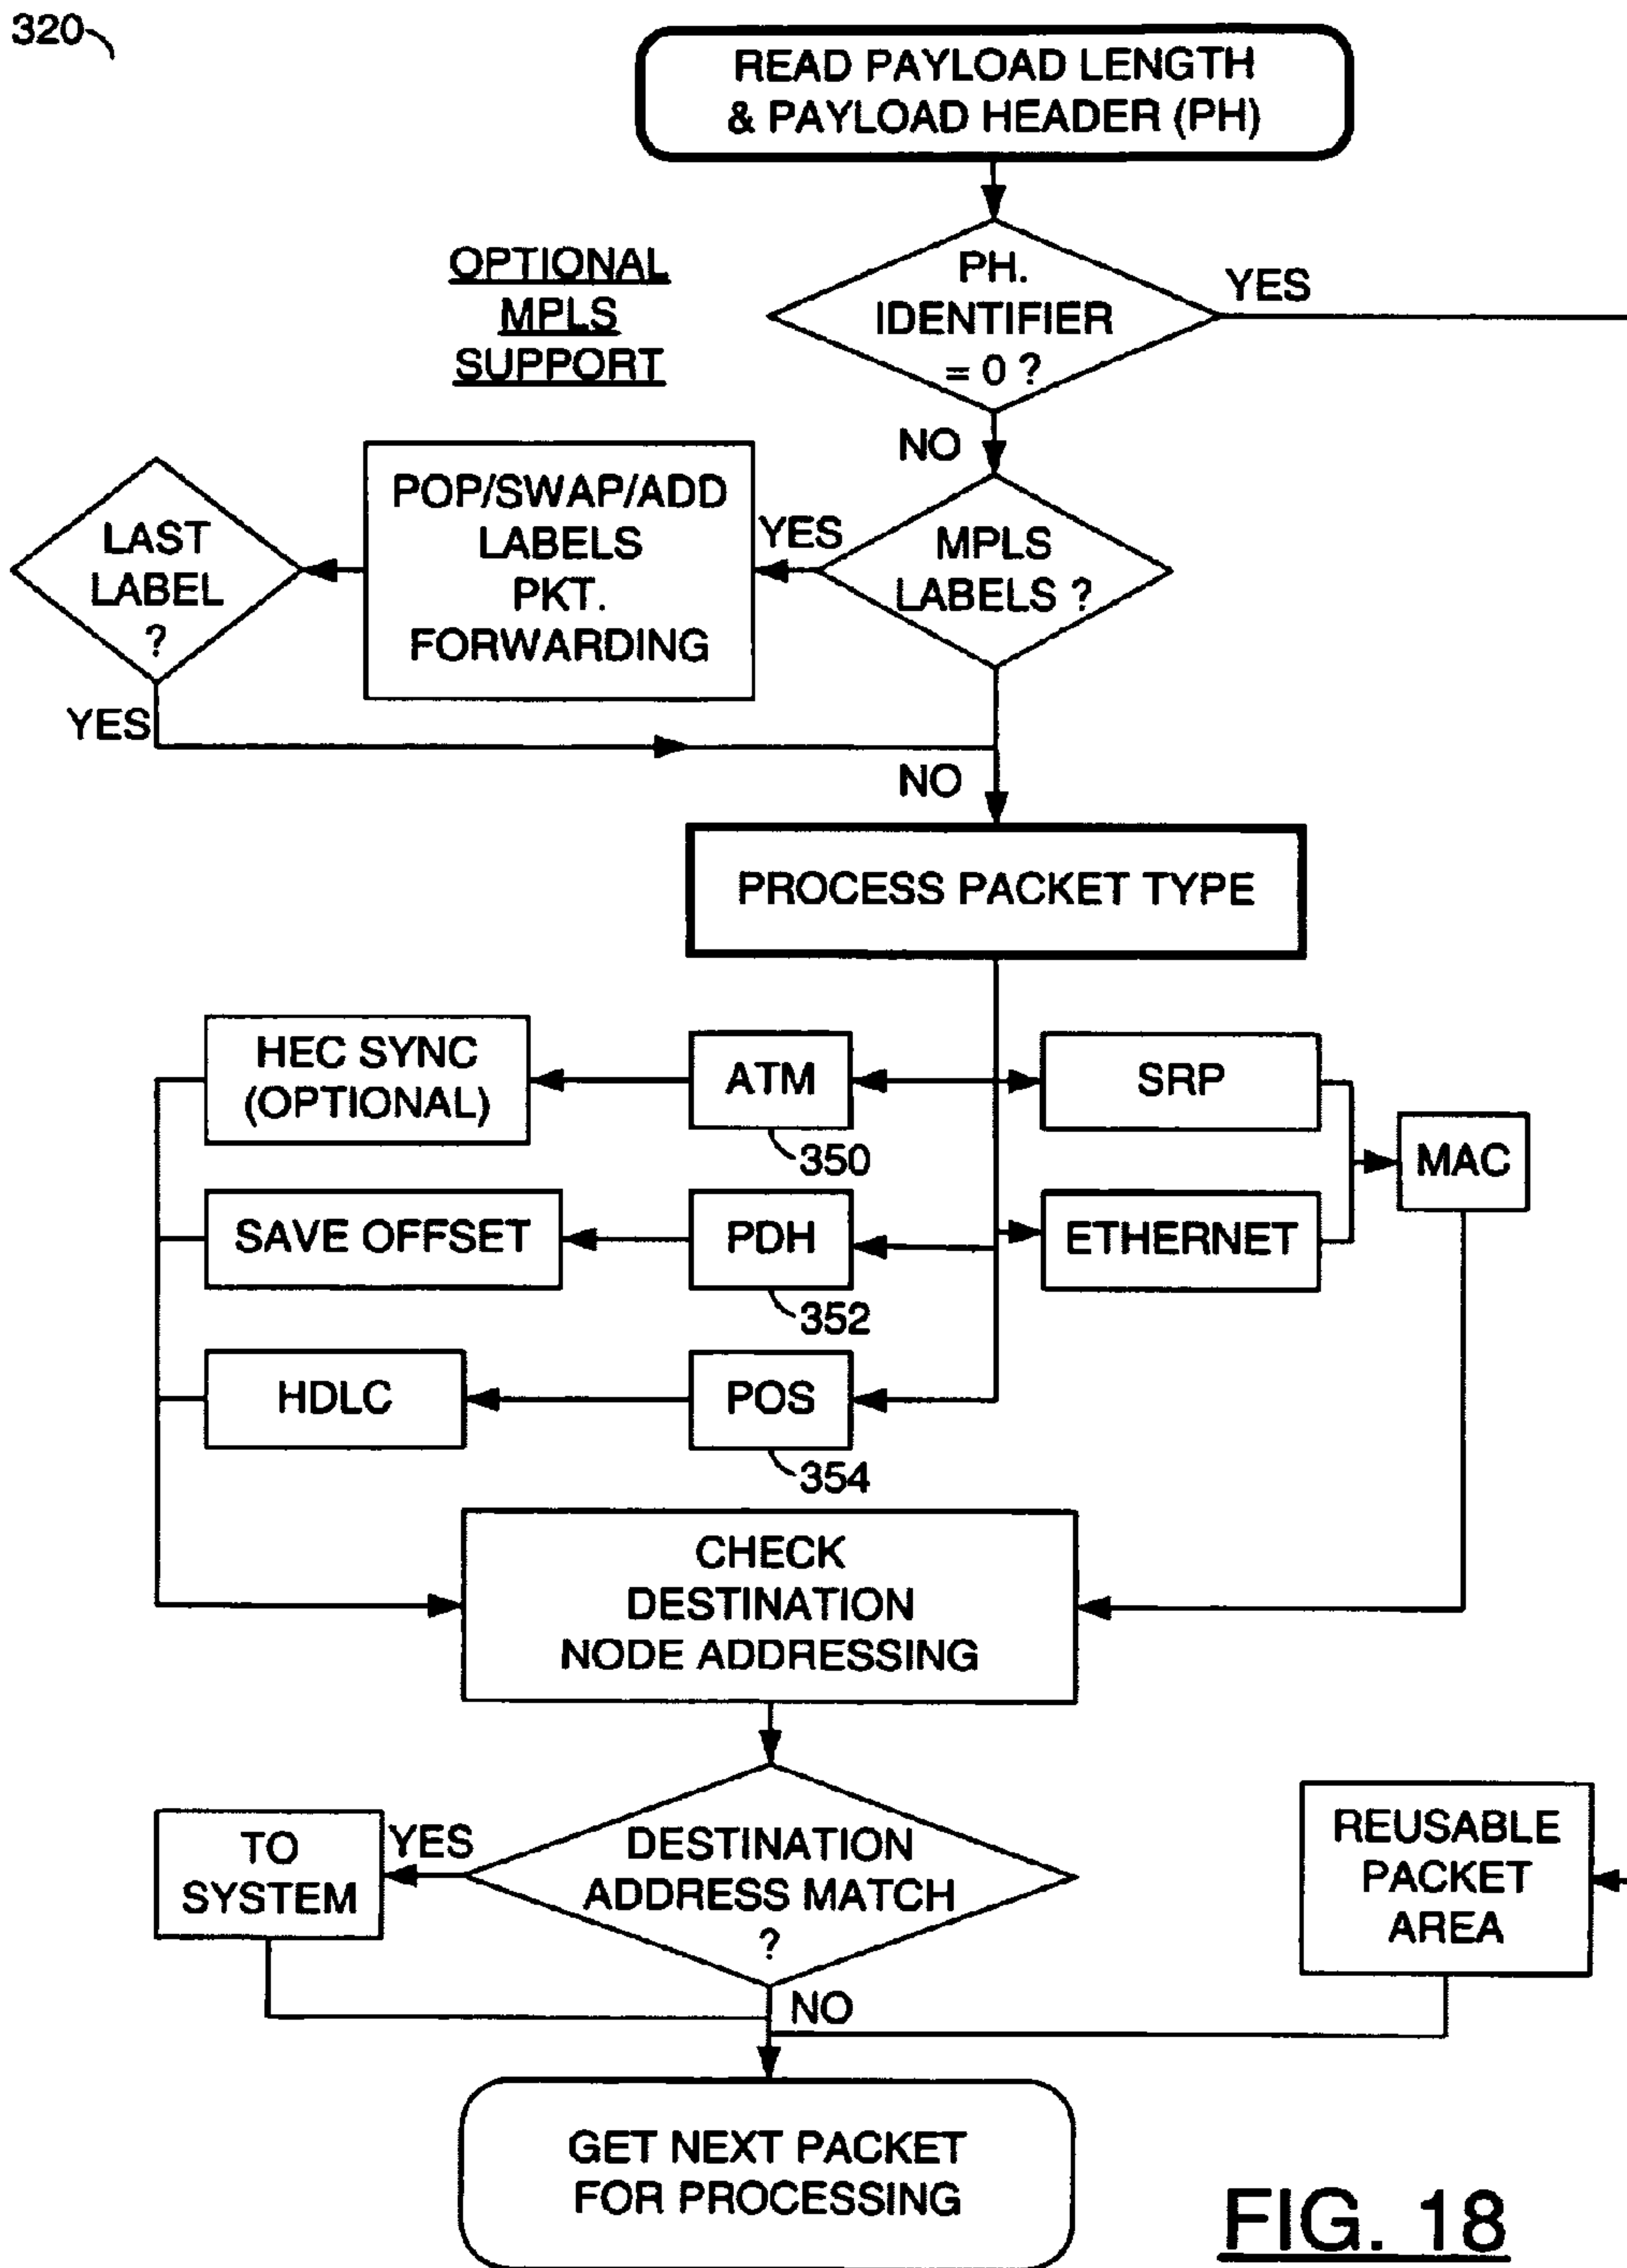 320
READ PAYLOAD LENGTH
& PAYLOAD HEADER (PH)
OPTIONAL
MPLS
SUPPORT
PH.
IDENTIFIER
= 0 ?
YES
NO
LAST
LABEL
?
POP/SWAP/ADD
LABELS
PKT.
FORWARDING
YES
MPLS
LABELS ?
YES
NO
PROCESS PACKET TYPE
HEC SYNC
(OPTIONAL)
ATM
350
SRP
MAC
SAVE OFFSET
PDH
352
ETHERNET
HDLC
POS
354
CHECK
DESTINATION
NODE ADDRESSING
TO
SYSTEM
YES
DESTINATION
ADDRESS MATCH
?
NO
REUSABLE
PACKET
AREA
GET NEXT PACKET
FOR PROCESSING
FIG. 18